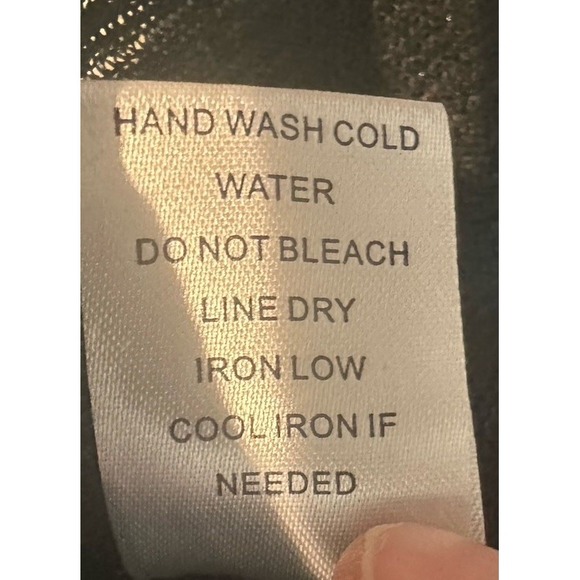 HAND WASH COLD
WATER
DO NOT BLEACH
LINE DRY
IRON LOW
COOL IRON IF
NEEDED